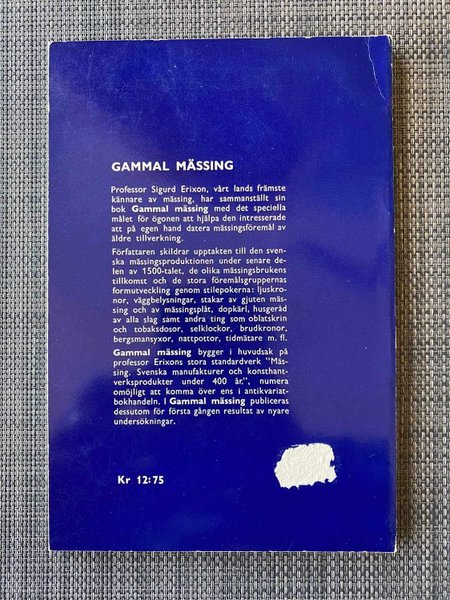 GAMMAL MÄSSING
Professor Sigurd Erixon, vårt lands främste
kännare av mässing, har sammanställt sin
bok Gammal mässing med det speciella
målet för ögonen att hjälpa den intresserade
att på egen hand datera mässingsföremål av
äldre tillverkning.
Författaren skildrar upptakten till den sven-
ska mässingsproduktionen under senare de-
len av 1500-talet, de olika mässingsbrukens
tillkomst och de stora föremålsgruppernas
formutveckling genom stilepokerna: ljuskro-
nor, väggbelysningar, stakar av gjuten mäs-
sing och av mässingsplåt, dopkärl, husgeråd
av alla slag samt andra ting som oblatskrin
och tobaksdosor, selklockor, brudkronor,
bergsmansyxor, nattpottor, tidmätare m. fl.
Gammal mässing bygger i huvudsak på
professor Erixons stora standardverk "Mäs-
sing. Svenska manufakturer och konsthant-
verksprodukter under 400 år.", numera
omöjligt att komma över ens i antikvariat-
bokhandeln. I Gammal mässing publiceras
dessutom för första gången resultat av nyare
undersökningar.
Kr 12:75